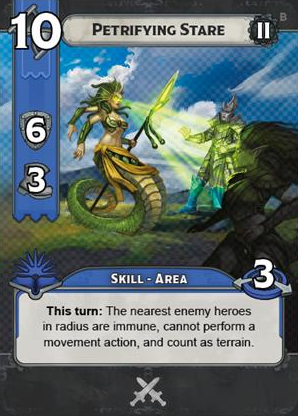 10
PETRIFYING STARE
II
B
6
3
SKILL - AREA
3
This turn: The nearest enemy heroes
in radius are immune, cannot perform a
movement action, and count as terrain.